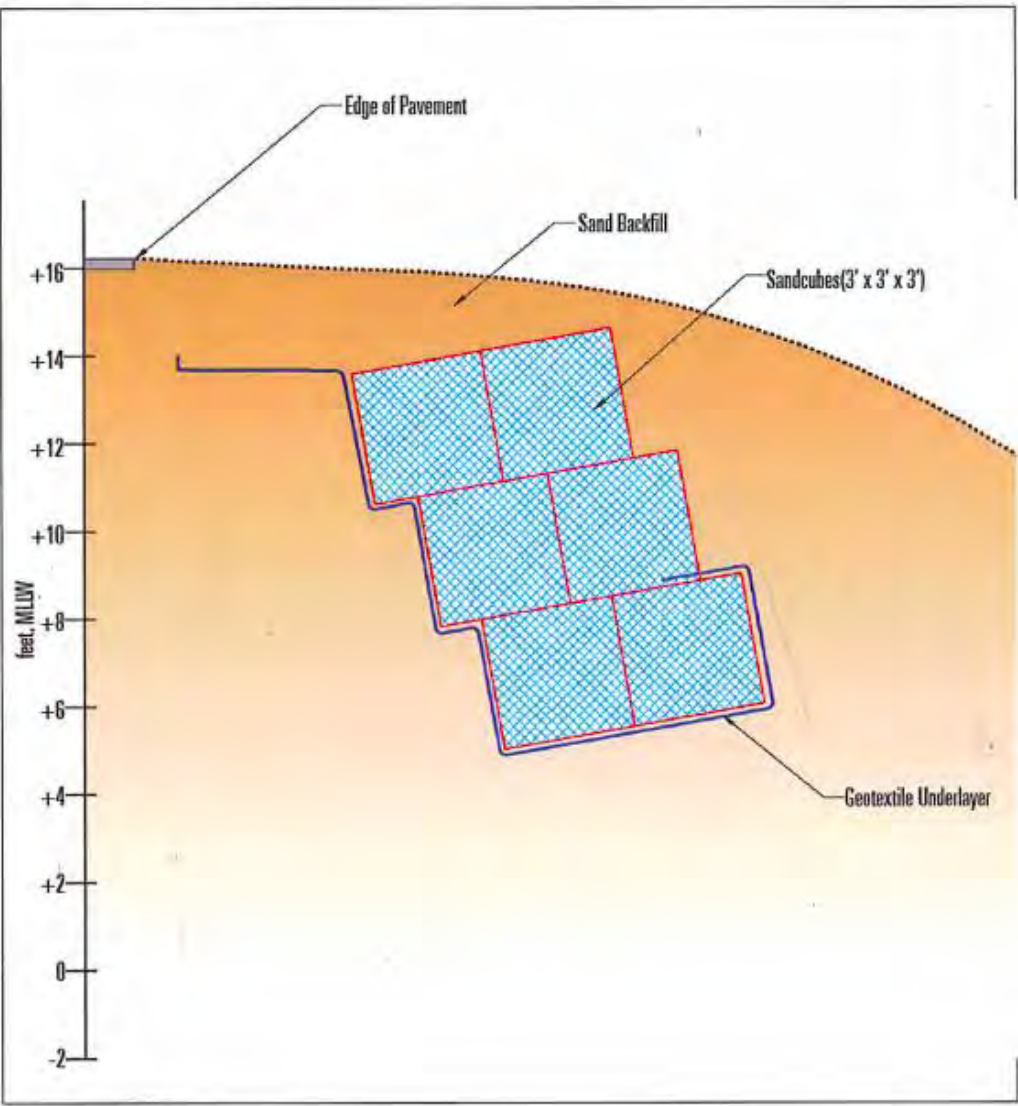 Edge of Pavement
Sand Backfill
+16
Sandcubes(3' x 3' x 3')
+14
+12
+10
feet, MLLW
+8
+6
+4
Geotextile Underlayer
+2
0
-2